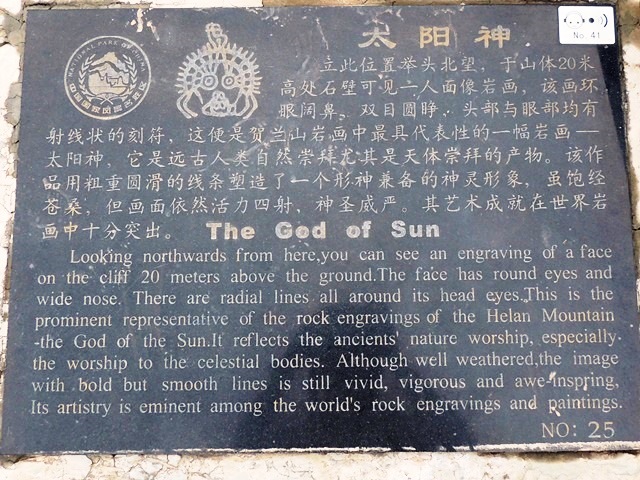 NATIONAL PARK OF CHINA
中国国家风景名胜区
No. 41
太阳神
立此位置举头北望，于山体20米
高处石壁可见一人面像岩画，该画环
眼阔鼻、双目圆睁，头部与眼部均有
射线状的刻符，这便是贺兰山岩画中最具代表性的一幅岩画—
太阳神，它是远古人类自然崇拜尤其是天体崇拜的产物。该作
品用粗重圆滑的线条塑造了一个形神兼备的神灵形象，虽饱经
苍桑，但画面依然活力四射，神圣威严。其艺术成就在世界岩
画中十分突出。
The God of Sun
Looking northwards from here,you can see an engraving of a face
on the cliff 20 meters above the ground.The face has round eyes and
wide nose. There are radial lines all around its head eyes.This is the
prominent representative of the rock engravings of the Helan Mountain
-the God of the Sun.It reflects the ancients' nature worship, especially
the worship to the celestial bodies. Although well weathered,the image
with bold but smooth lines is still vivid, vigorous and awe-inspring,
Its artistry is eminent among the world's rock engravings and paintings.
NO: 25